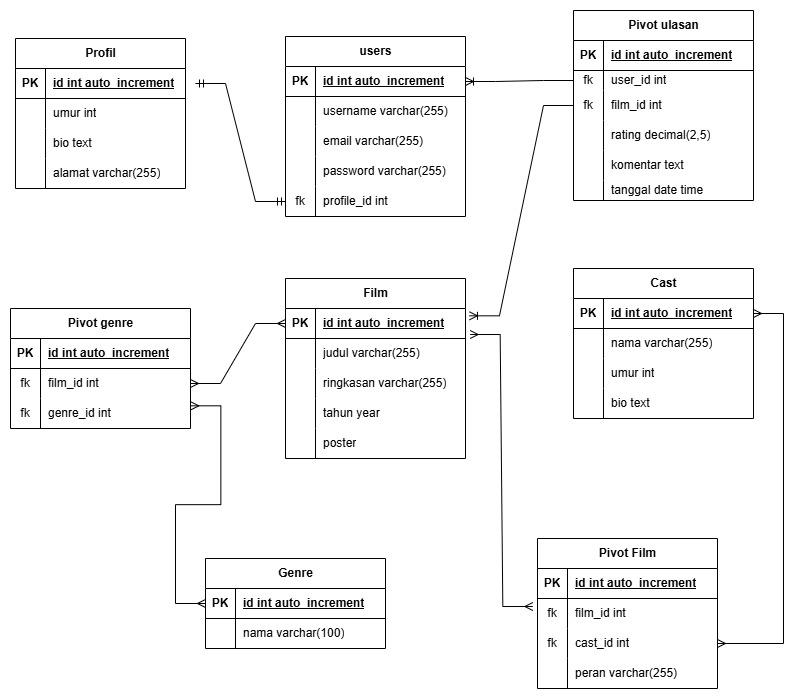 Profil
PK id int auto_increment
umur int
bio text
alamat varchar(255)
users
PK id int auto_increment
username varchar(255)
email varchar(255)
password varchar(255)
fk profile_id int
Pivot ulasan
PK id int auto_increment
fk user_id int
fk film_id int
rating decimal(2,5)
komentar text
tanggal date time
Film
PK id int auto_increment
judul varchar(255)
ringkasan varchar(255)
tahun year
poster
Cast
PK id int auto_increment
nama varchar(255)
umur int
bio text
Pivot genre
PK id int auto_increment
fk film_id int
fk genre_id int
Genre
PK id int auto_increment
nama varchar(100)
Pivot Film
PK id int auto_increment
fk film_id int
fk cast_id int
peran varchar(255)